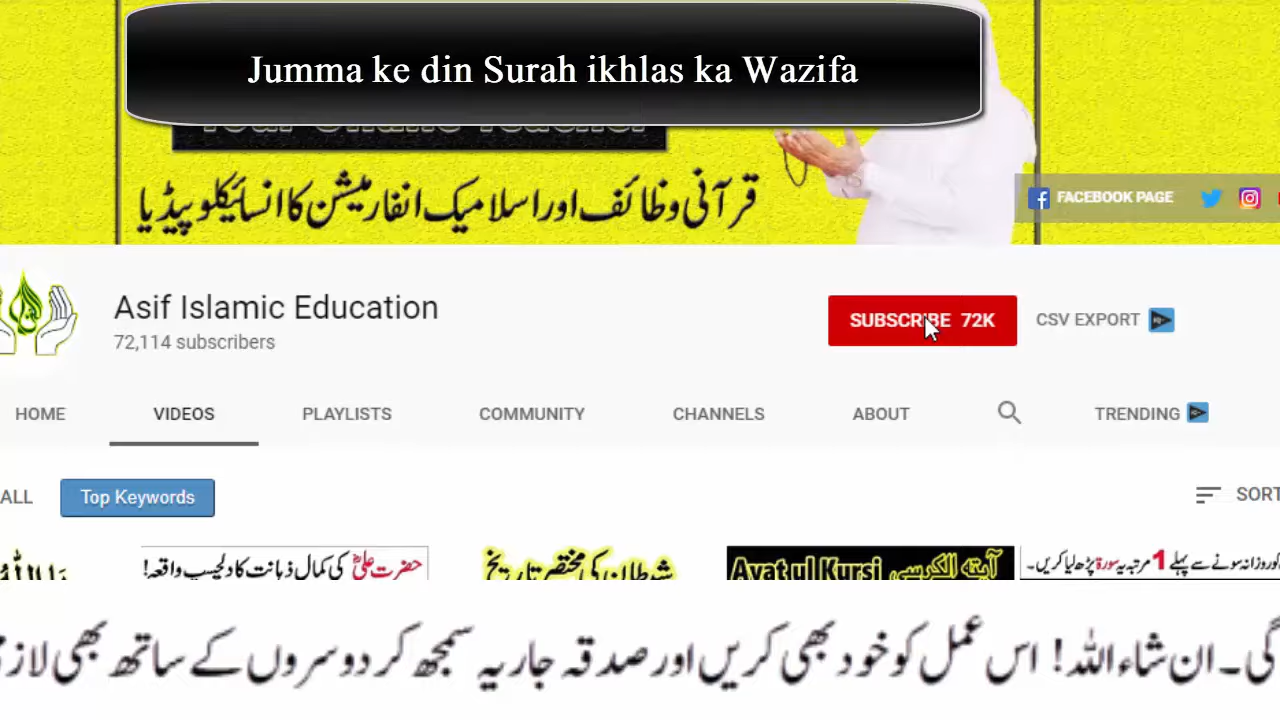 Jumma ke din Surah ikhlas ka Wazifa
قرآنی وظائف اور اسلامیک انفارمیشن کا انسائیکلوپیڈیا
FACEBOOK PAGE
Asif Islamic Education
72,114 subscribers
SUBSCRIBE 72K
CSV EXPORT
HOME VIDEOS PLAYLISTS COMMUNITY CHANNELS ABOUT TRENDING
ALL Top Keywords SORT
حضرت علیؓ کی کمال ذہانت کا دلچسپ واقعہ!
شیطان کی مختصر تاریخ
Ayat ul Kursi آیتہ الکرسی
روزانہ سونے سے پہلے 1 مرتبہ یہ سورۃ پڑھ لیا کریں۔
گی۔ ان شاء اللہ! اس عمل کو خود بھی کریں اور صدقہ جاریہ سمجھ کر دوسروں کے ساتھ بھی